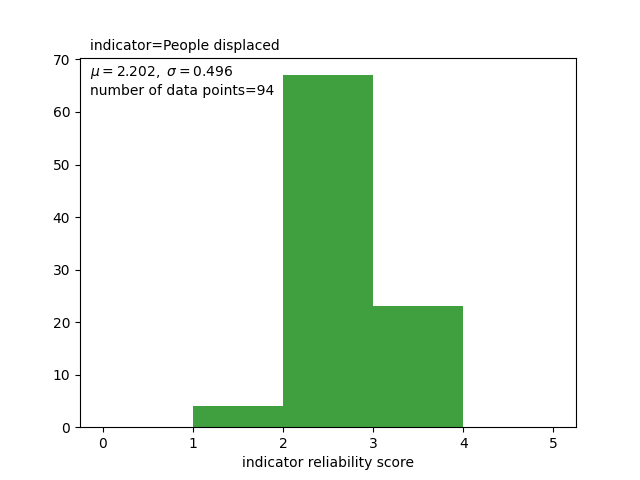 indicator=People displaced
μ = 2.202, σ = 0.496
number of data points=94
70
60
50
40
30
20
10
0
0 1 2 3 4 5
indicator reliability score